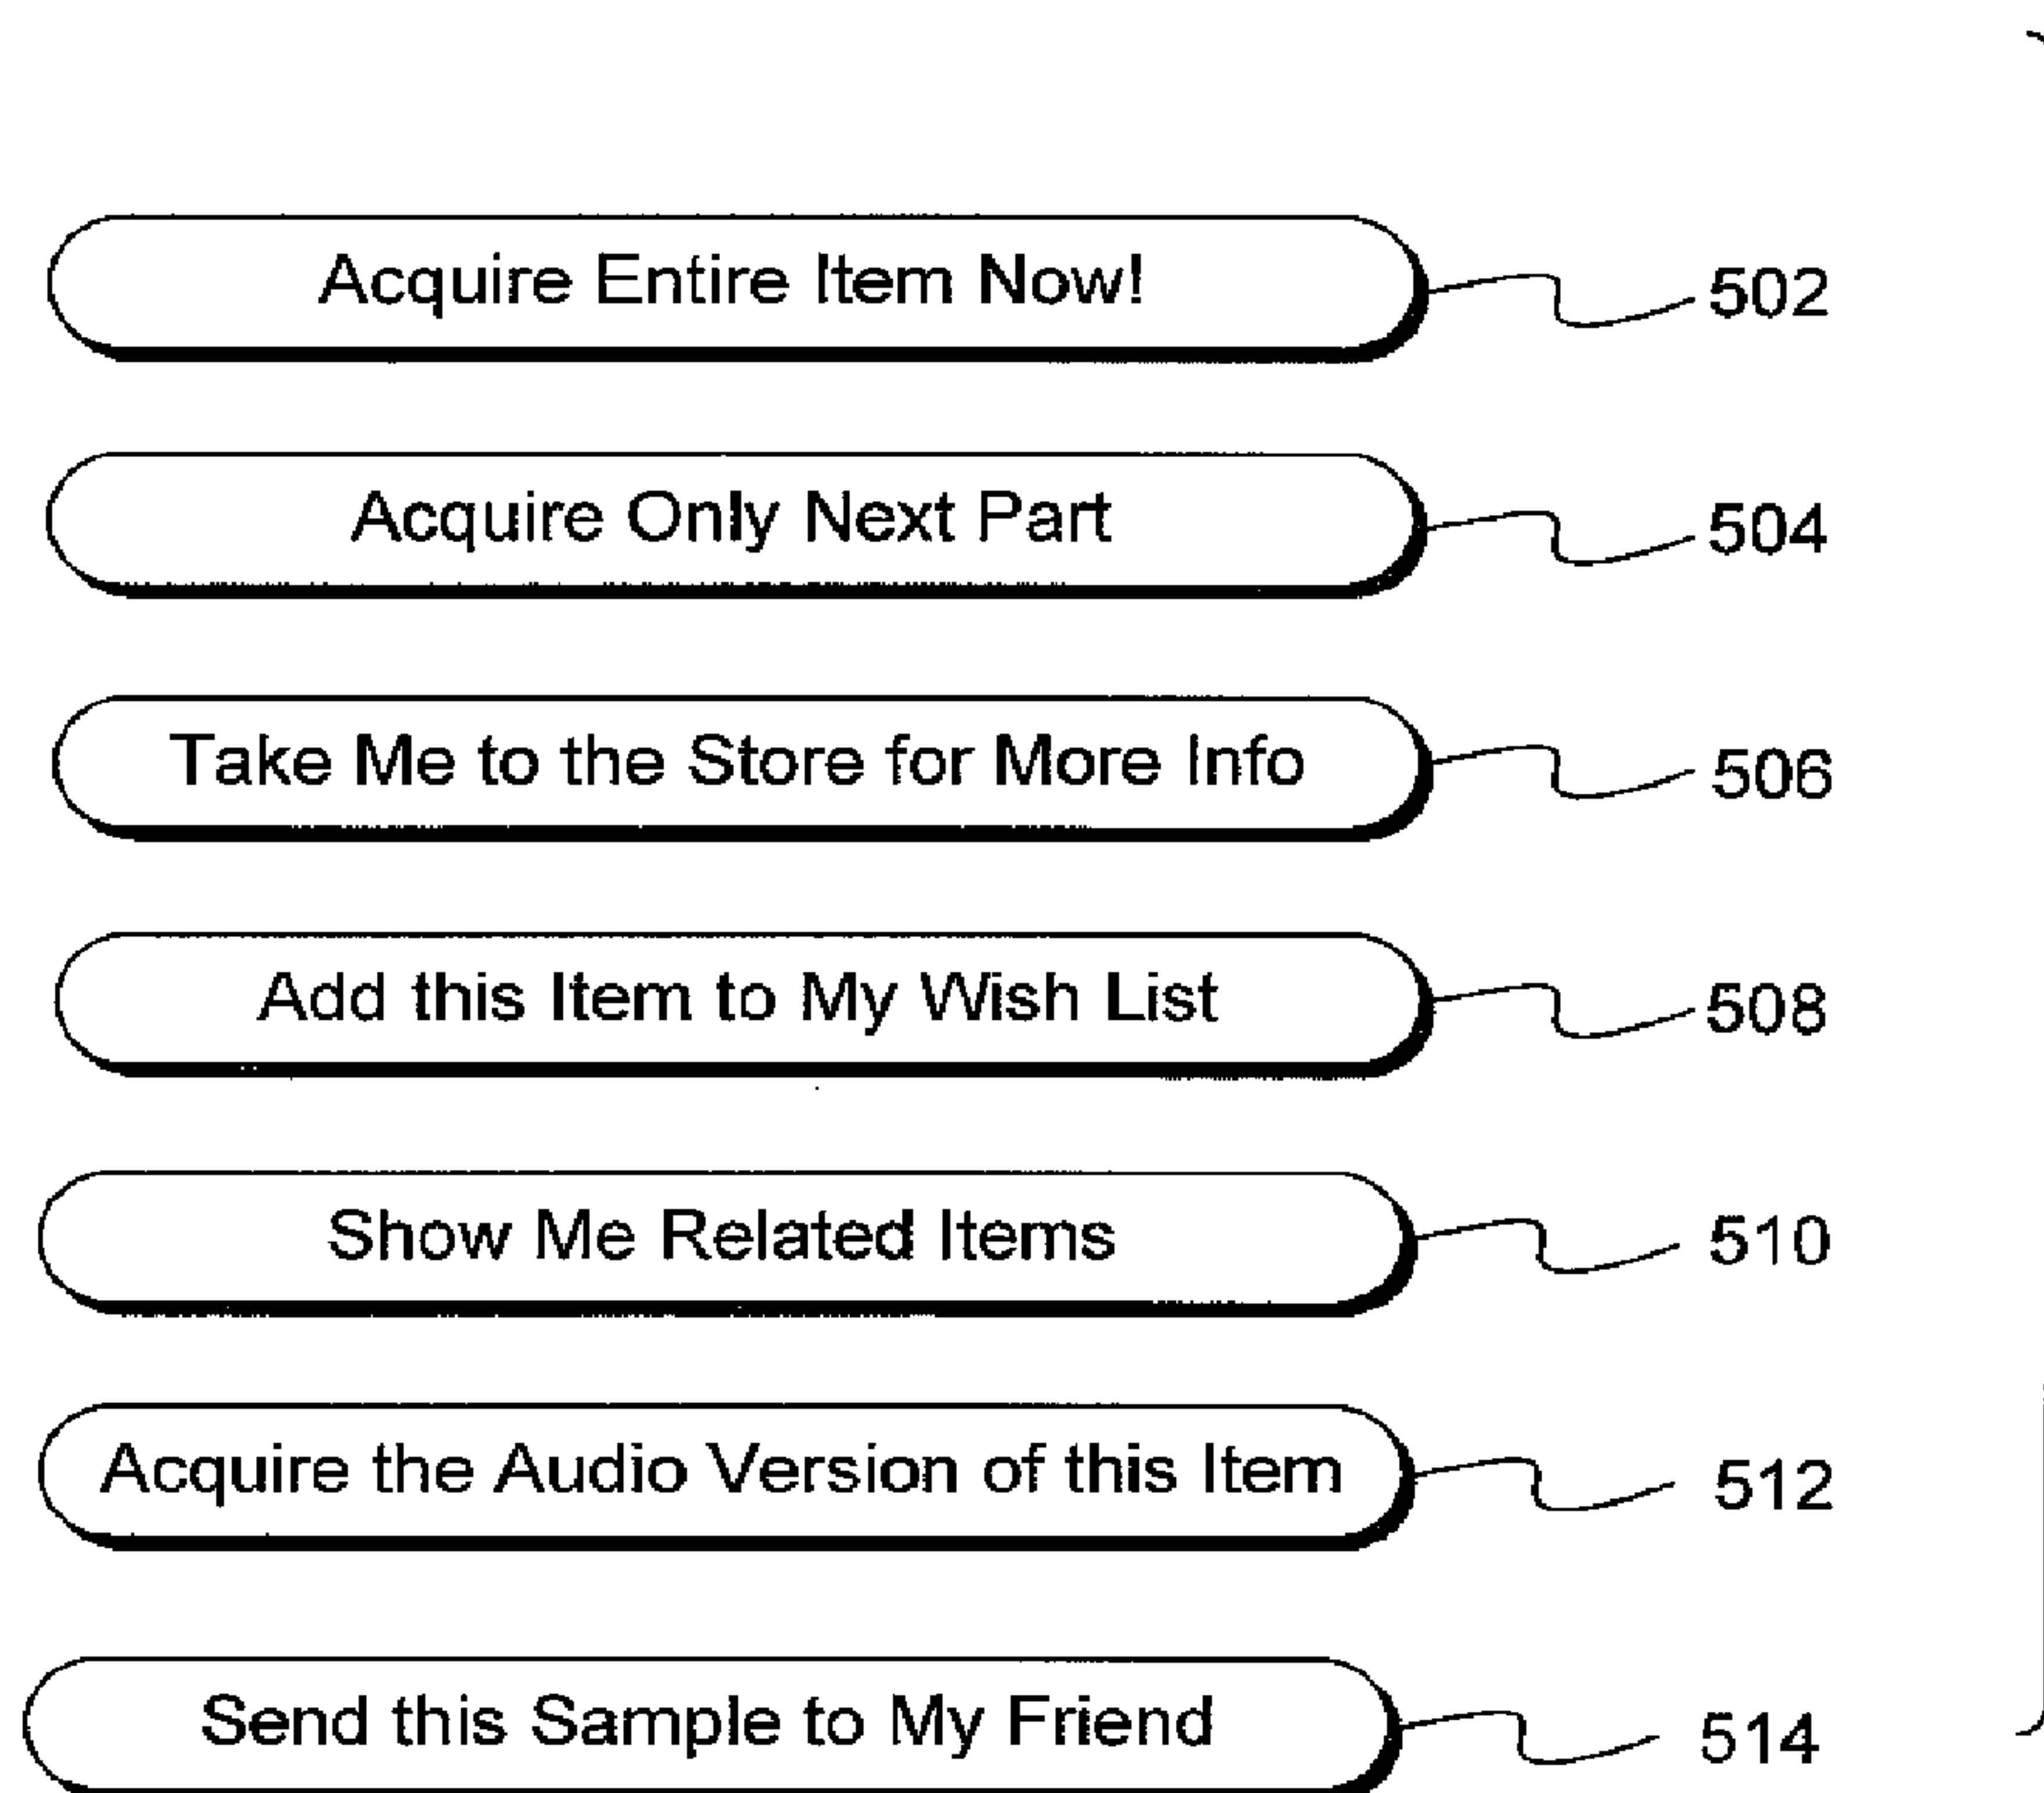 Acquire Entire Item Now!
502
Acquire Only Next Part
504
Take Me to the Store for More Info
506
Add this Item to My Wish List
508
Show Me Related Items
510
Acquire the Audio Version of this Item
512
Send this Sample to My Friend
514